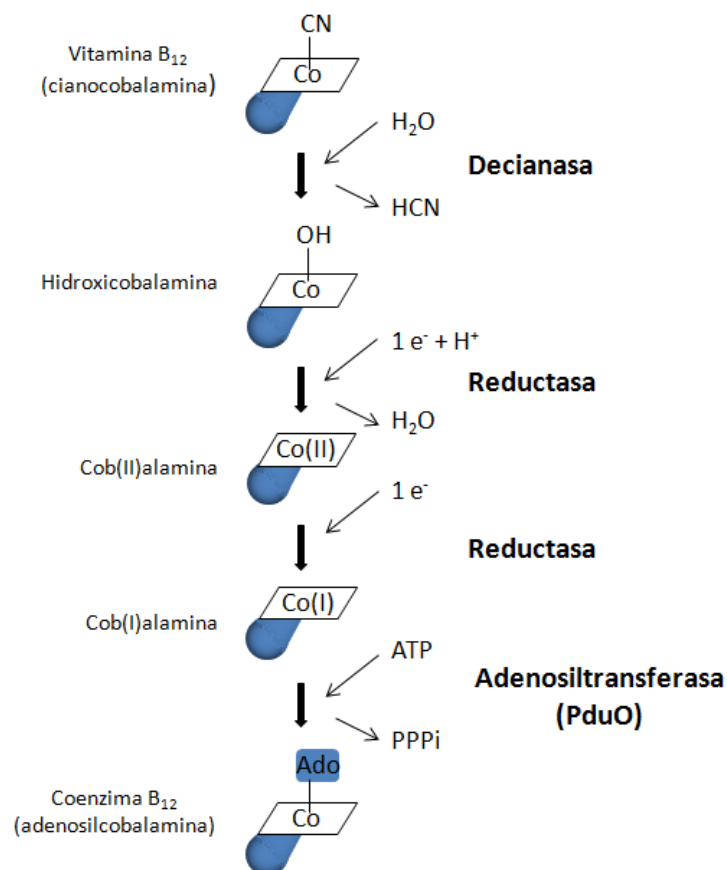 CN
Vitamina B₁₂
(cianocobalamina)
Co
H₂O
Decianasa
HCN
OH
Hidroxicobalamina
Co
1 e⁻ + H⁺
Reductasa
H₂O
Co(II)
Cob(II)alamina
1 e⁻
Reductasa
Co(I)
Cob(I)alamina
ATP
Adenosiltransferasa
(PduO)
PPPi
Ado
Coenzima B₁₂
(adenosilcobalamina)
Co